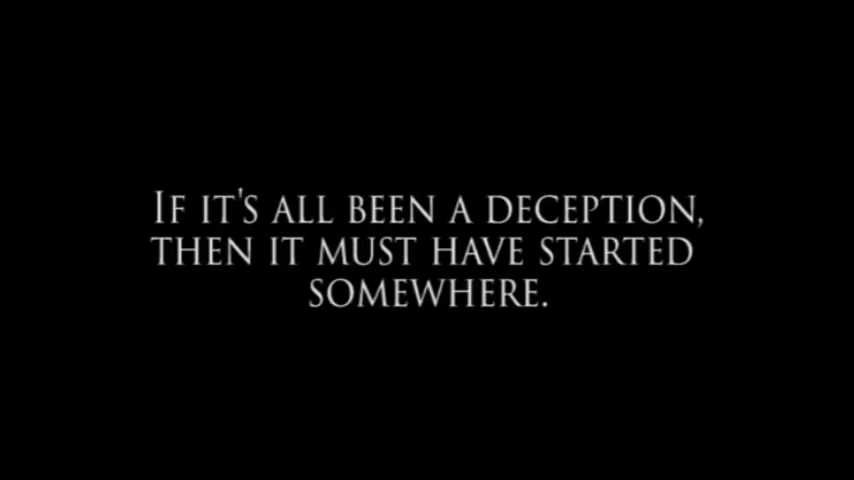 If it's all been a deception,
then it must have started
somewhere.